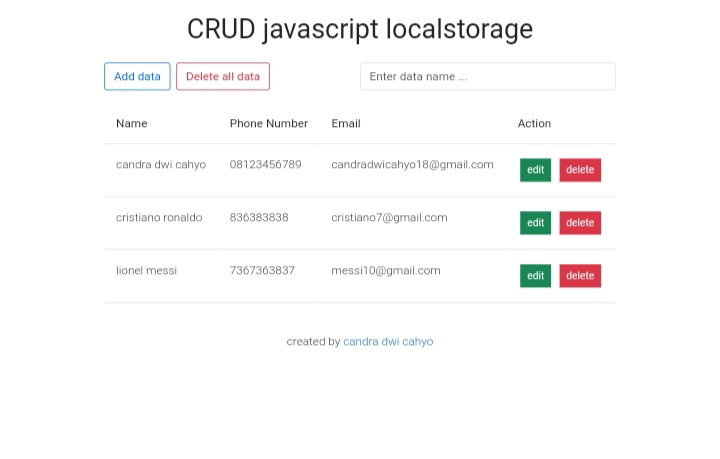 CRUD javascript localstorage
Add data Delete all data Enter data name ...
Name Phone Number Email Action
candra dwi cahyo 08123456789 candradwicahyo18@gmail.com edit delete
cristiano ronaldo 836383838 cristiano7@gmail.com edit delete
lionel messi 7367363837 messi10@gmail.com edit delete
created by candra dwi cahyo